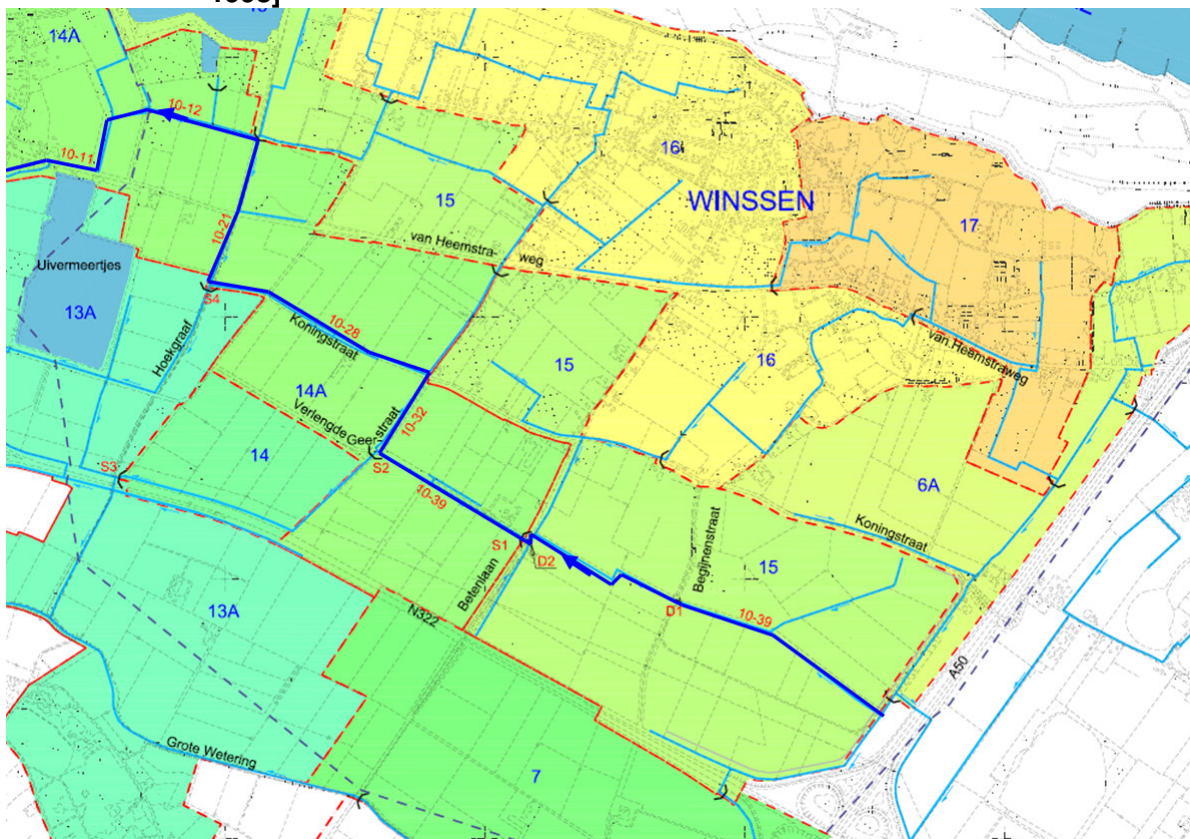 14A
10-12
10-11
16
WINSSEN
17
15
van Heemstra-
weg
10-21
Uivermeertjes
13A
S4
Hoekgraaf
10-28
Koningstraat
15
16
van Heemstraweg
14A
10-32
Verlengde
Geer-straat
S2
14
S3
10-39
6A
Koningstraat
Begijnenstraat
S1
D2
15
Betenlaan
D1
10-39
13A
N322
A50
Grote Wetering
7